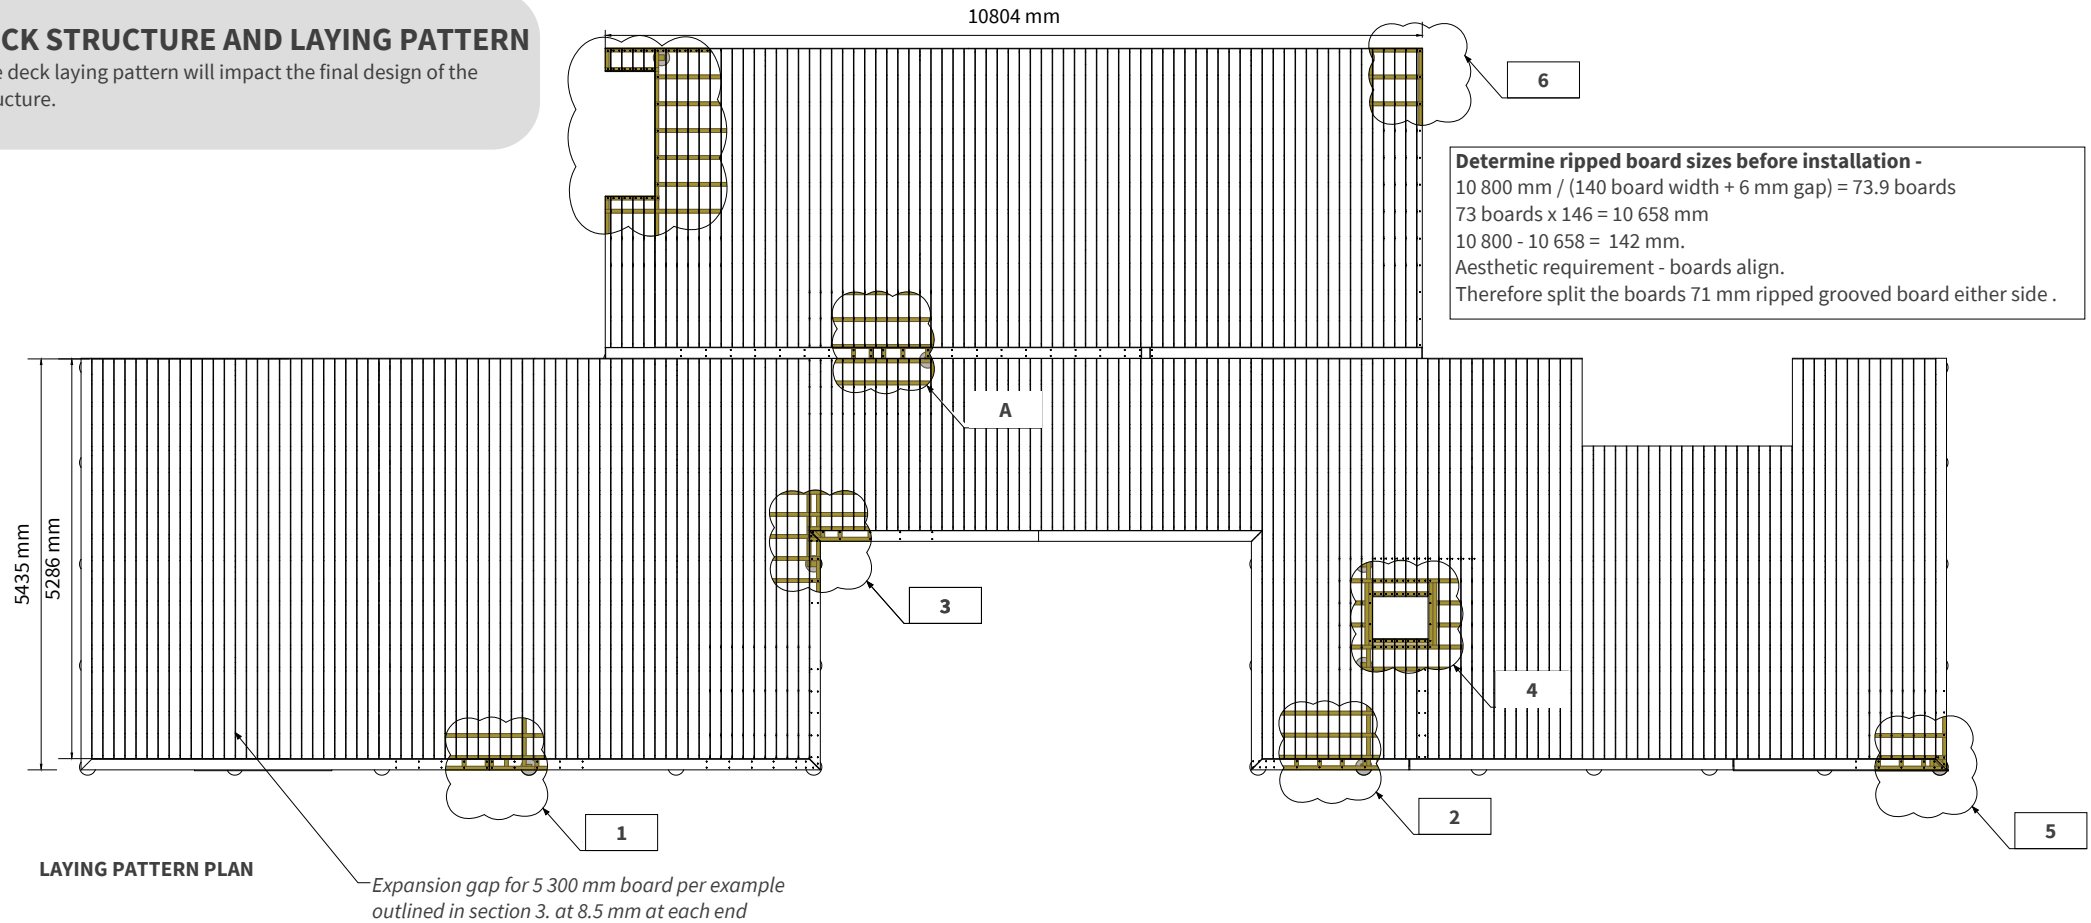 CK STRUCTURE AND LAYING PATTERN
e deck laying pattern will impact the final design of the
ucture.
10804 mm
6
Determine ripped board sizes before installation -
10 800 mm / (140 board width + 6 mm gap) = 73.9 boards
73 boards x 146 = 10 658 mm
10 800 - 10 658 = 142 mm.
Aesthetic requirement - boards align.
Therefore split the boards 71 mm ripped grooved board either side .
A
5435 mm
5286 mm
3
4
1
2
5
LAYING PATTERN PLAN
Expansion gap for 5 300 mm board per example
outlined in section 3. at 8.5 mm at each end